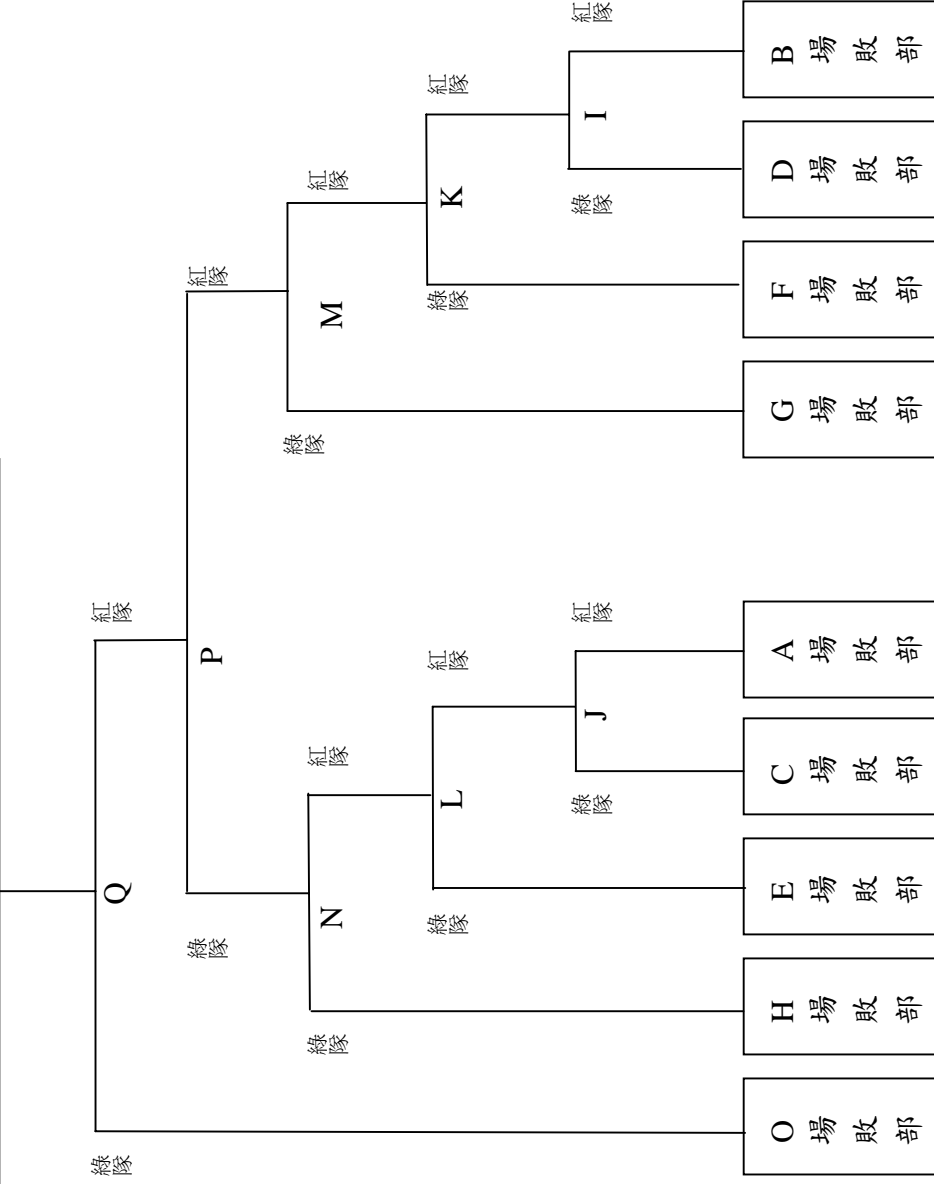 綠隊
Q
紅隊
綠隊
P
紅隊
綠隊
N
紅隊
綠隊
M
紅隊
綠隊
L
紅隊
綠隊
K
紅隊
綠隊
J
紅隊
綠隊
I
紅隊
O場敗部
H場敗部
E場敗部
C場敗部
A場敗部
G場敗部
F場敗部
D場敗部
B場敗部